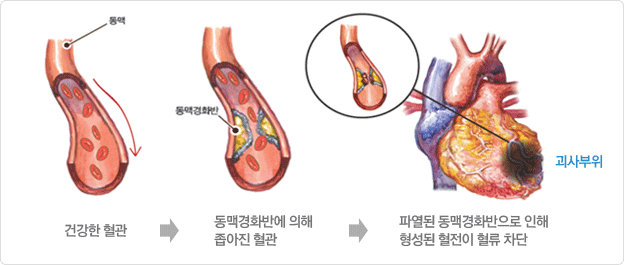 동맥
동맥경화반
괴사부위
건강한 혈관
동맥경화반에 의해
좁아진 혈관
파열된 동맥경화반으로 인해
형성된 혈전이 혈류 차단